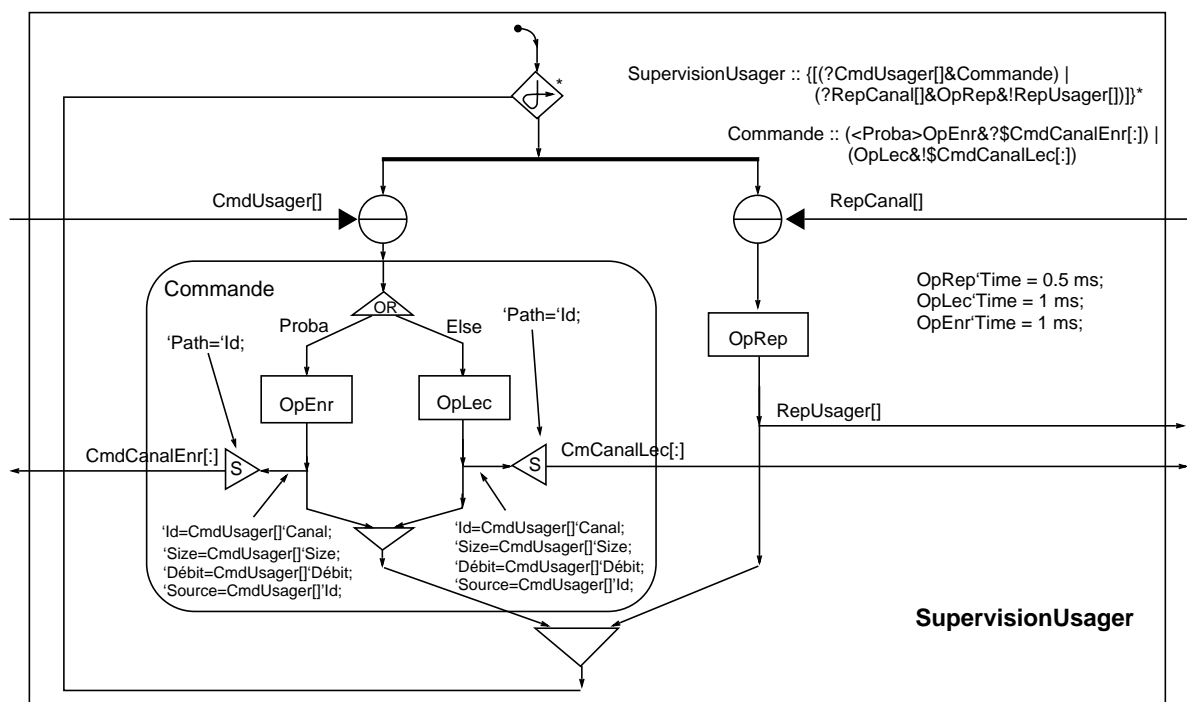 *
SupervisionUsager :: {[(?CmdUsager[]&Commande) |
(?RepCanal[]&OpRep&!RepUsager[])]}*
Commande :: (<Proba>OpEnr&?$CmdCanalEnr[:]) |
(OpLec&!$CmdCanalLec[:])
CmdUsager[]
RepCanal[]
Commande
OR
Proba
Else
‘Path=‘Id;
‘Path=‘Id;
OpRep‘Time = 0.5 ms;
OpLec‘Time = 1 ms;
OpEnr‘Time = 1 ms;
OpRep
OpEnr
OpLec
RepUsager[]
CmdCanalEnr[:]
S
S
CmCanalLec[:]
‘Id=CmdUsager[]‘Canal;
‘Size=CmdUsager[]‘Size;
‘Débit=CmdUsager[]‘Débit;
‘Source=CmdUsager[]’Id;
‘Id=CmdUsager[]‘Canal;
‘Size=CmdUsager[]‘Size;
‘Débit=CmdUsager[]‘Débit;
‘Source=CmdUsager[]’Id;
SupervisionUsager